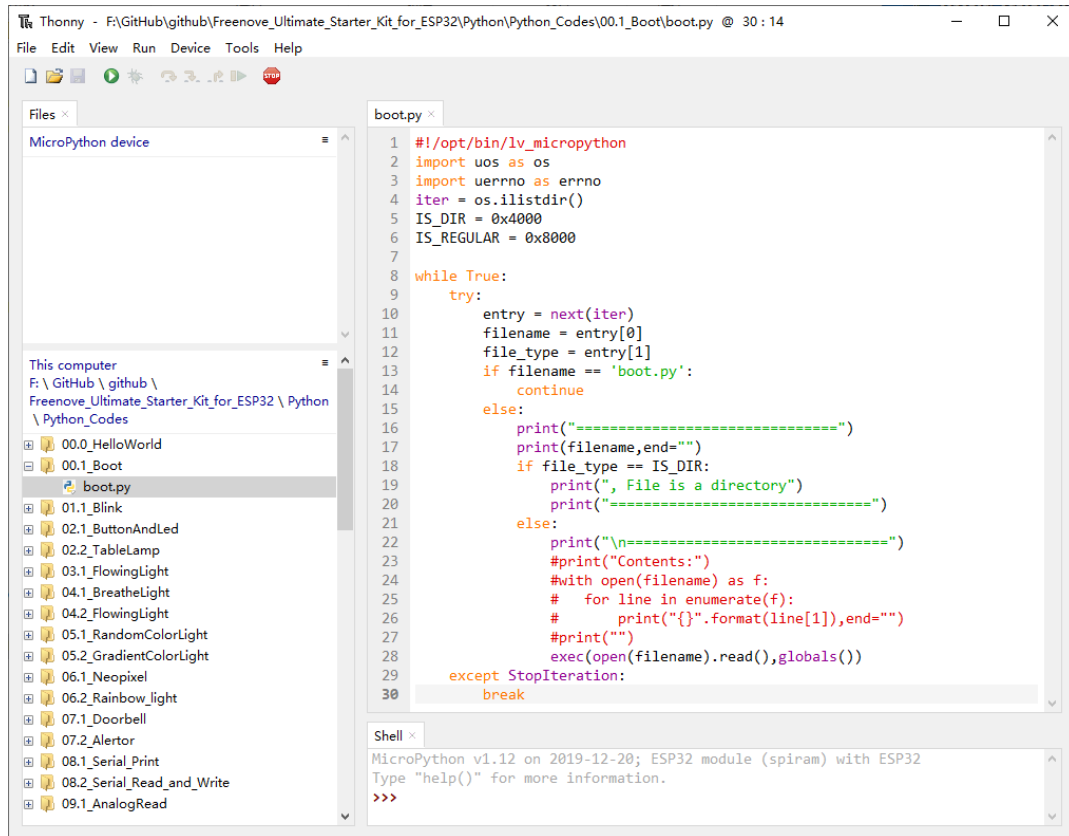 Thonny - F:\GitHub\github\Freenove_Ultimate_Starter_Kit_for_ESP32\Python\Python_Codes\00.1_Boot\boot.py @ 30 : 14
File Edit View Run Device Tools Help
STOP
Files
MicroPython device
This computer
F: \ GitHub \ github \
Freenove_Ultimate_Starter_Kit_for_ESP32 \ Python
\ Python_Codes
00.0_HelloWorld
00.1_Boot
boot.py
01.1_Blink
02.1_ButtonAndLed
02.2_TableLamp
03.1_FlowingLight
04.1_BreatheLight
04.2_FlowingLight
05.1_RandomColorLight
05.2_GradientColorLight
06.1_Neopixel
06.2_Rainbow_light
07.1_Doorbell
07.2_Alertor
08.1_Serial_Print
08.2_Serial_Read_and_Write
09.1_AnalogRead
boot.py
1 #!/opt/bin/lv_micropython
2 import uos as os
3 import uerrno as errno
4 iter = os.ilistdir()
5 IS_DIR = 0x4000
6 IS_REGULAR = 0x8000
7
8 while True:
9     try:
10         entry = next(iter)
11         filename = entry[0]
12         file_type = entry[1]
13         if filename == 'boot.py':
14             continue
15         else:
16             print("===============================")
17             print(filename,end="")
18             if file_type == IS_DIR:
19                 print(", File is a directory")
20                 print("===============================")
21             else:
22                 print("\n===============================")
23                 #print("Contents:")
24                 #with open(filename) as f:
25                 #   for line in enumerate(f):
26                 #       print("{}".format(line[1]),end="")
27                 #print("")
28                 exec(open(filename).read(),globals())
29     except StopIteration:
30         break
Shell
MicroPython v1.12 on 2019-12-20; ESP32 module (spiram) with ESP32
Type "help()" for more information.
>>>